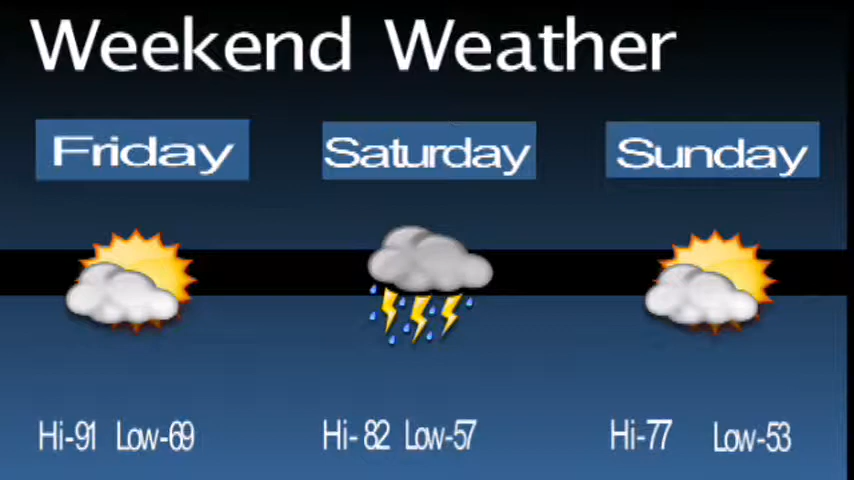 Weekend Weather
Friday
Saturday
Sunday
Hi-91 Low-69
Hi-82 Low-57
Hi-77 Low-53